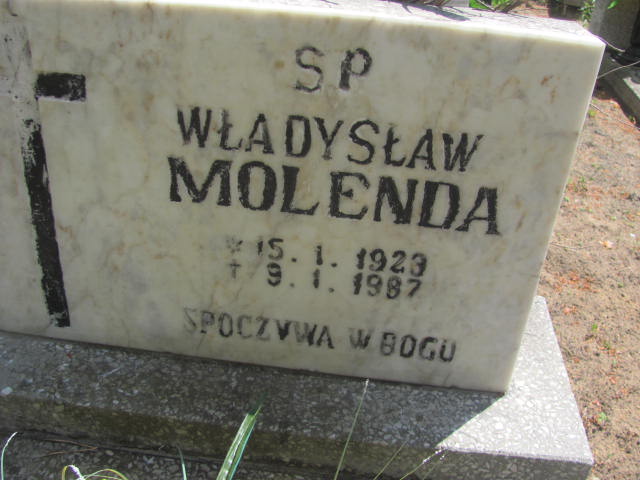 SP
WŁADYSŁAW
MOLENDA
* 15. 1. 1923
† 9. 1. 1987
SPOCZYWA W BOGU